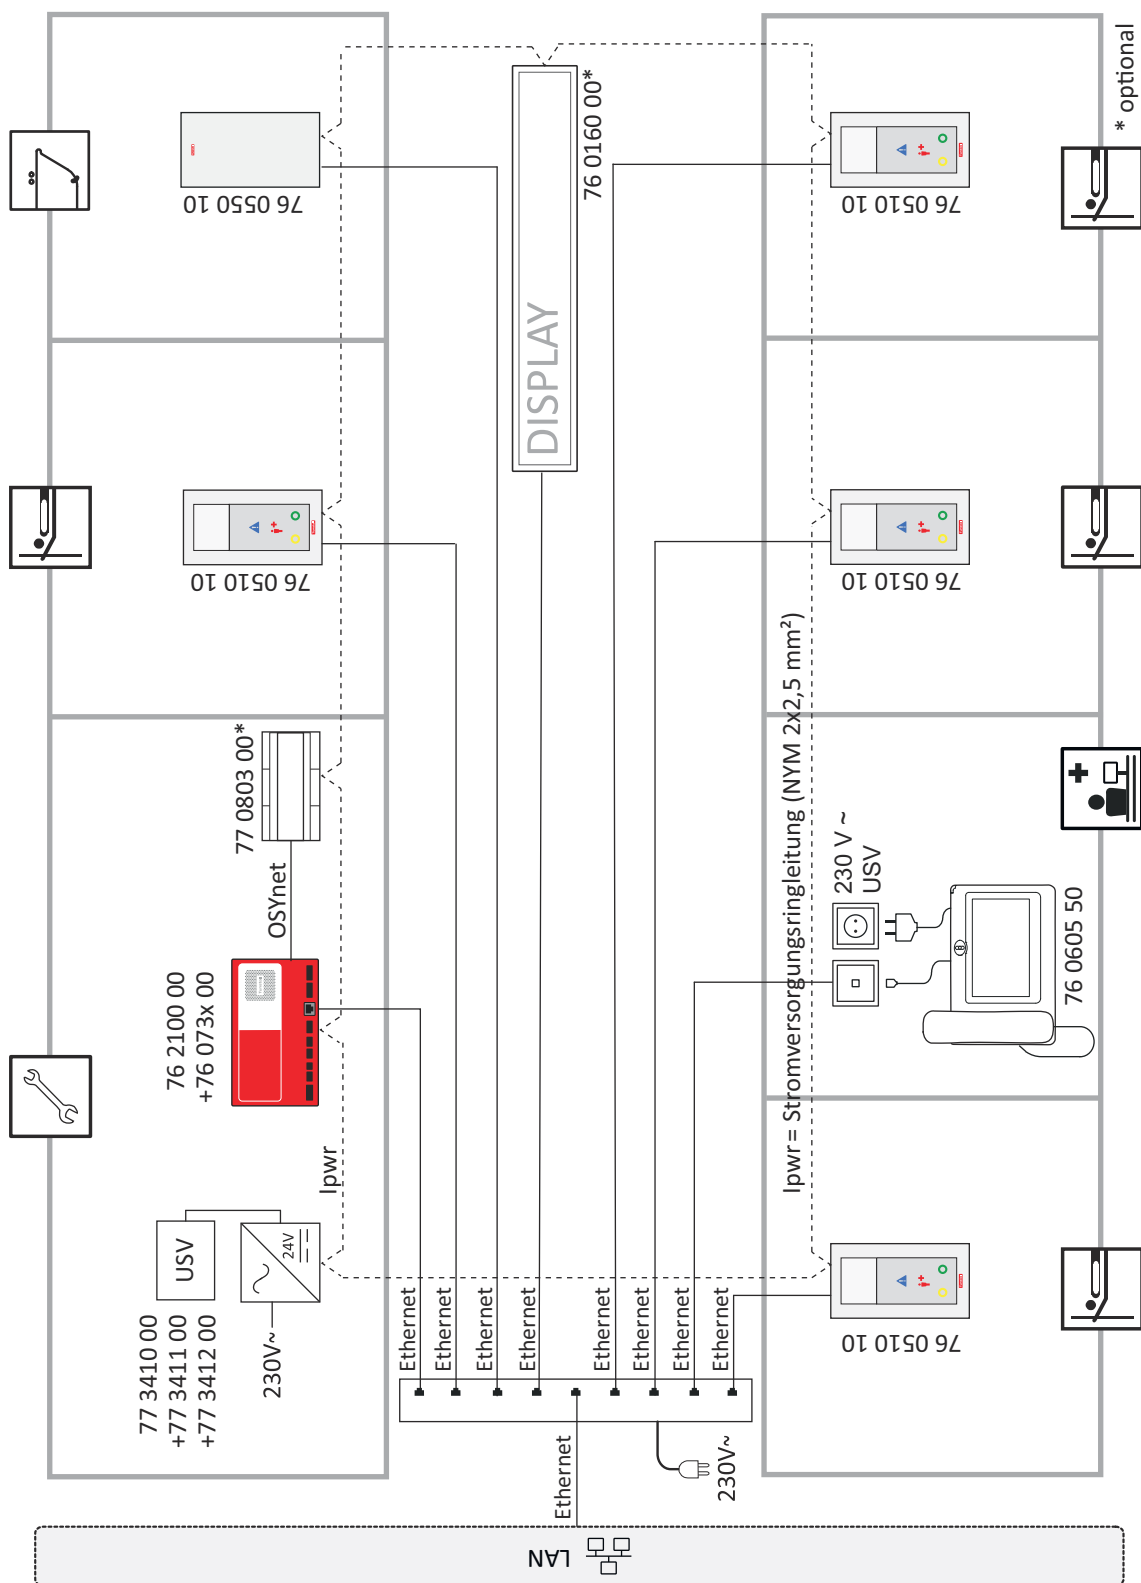 77 3410 00
+77 3411 00
+77 3412 00
USV
230V~
24V
Ipwr
76 2100 00
+76 073x 00
OSYnet
77 0803 00*
76 0510 10
76 0550 10
LAN
Ethernet
230V~
Ethernet
Ethernet
Ethernet
Ethernet
Ethernet
Ethernet
Ethernet
Ethernet
DISPLAY
76 0160 00*
Ipwr = Stromversorgungsringleitung (NYM 2x2,5 mm²)
76 0510 10
230 V ~
USV
76 0605 50
76 0510 10
76 0510 10
* optional